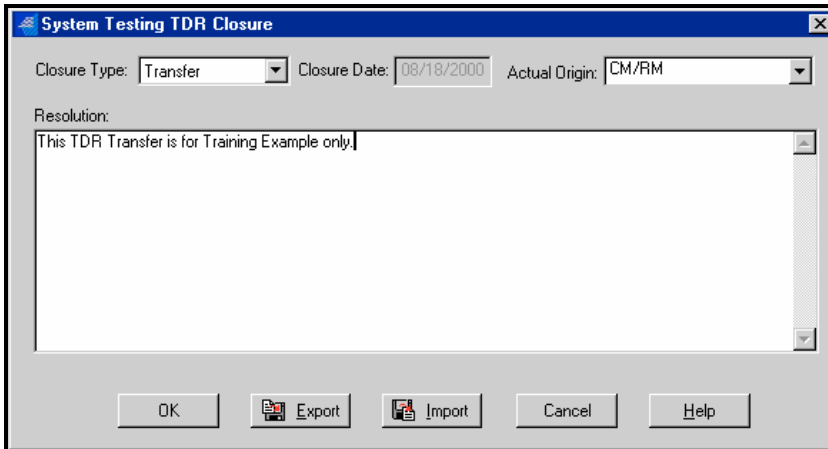 System Testing TDR Closure
Closure Type: Transfer Closure Date: 08/18/2000 Actual Origin: CM/RM
Resolution:
This TDR Transfer is for Training Example only.
OK Export Import Cancel Help